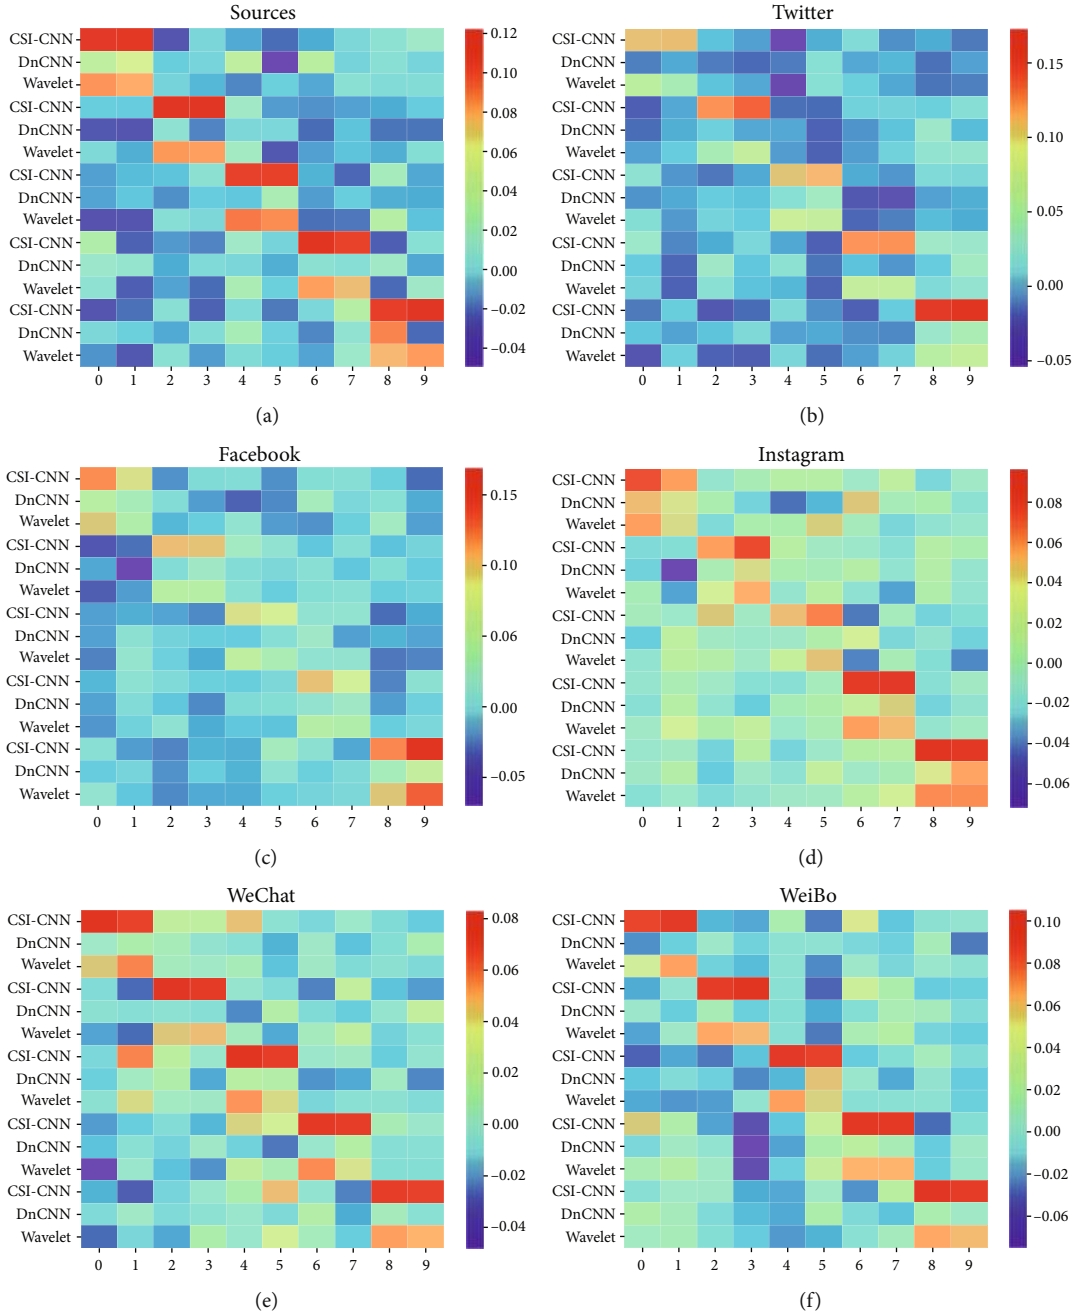 Sources
CSI-CNN
DnCNN
Wavelet
CSI-CNN
DnCNN
Wavelet
CSI-CNN
DnCNN
Wavelet
CSI-CNN
DnCNN
Wavelet
CSI-CNN
DnCNN
Wavelet
0 1 2 3 4 5 6 7 8 9
0.12
0.10
0.08
0.06
0.04
0.02
0.00
−0.02
−0.04
(a)
Twitter
CSI-CNN
DnCNN
Wavelet
CSI-CNN
DnCNN
Wavelet
CSI-CNN
DnCNN
Wavelet
CSI-CNN
DnCNN
Wavelet
CSI-CNN
DnCNN
Wavelet
0 1 2 3 4 5 6 7 8 9
0.15
0.10
0.05
0.00
−0.05
(b)
Facebook
CSI-CNN
DnCNN
Wavelet
CSI-CNN
DnCNN
Wavelet
CSI-CNN
DnCNN
Wavelet
CSI-CNN
DnCNN
Wavelet
CSI-CNN
DnCNN
Wavelet
0 1 2 3 4 5 6 7 8 9
0.15
0.10
0.06
0.00
−0.05
(c)
Instagram
CSI-CNN
DnCNN
Wavelet
CSI-CNN
DnCNN
Wavelet
CSI-CNN
DnCNN
Wavelet
CSI-CNN
DnCNN
Wavelet
CSI-CNN
DnCNN
Wavelet
0 1 2 3 4 5 6 7 8 9
0.08
0.06
0.04
0.02
0.00
−0.02
−0.04
−0.06
(d)
WeChat
CSI-CNN
DnCNN
Wavelet
CSI-CNN
DnCNN
Wavelet
CSI-CNN
DnCNN
Wavelet
CSI-CNN
DnCNN
Wavelet
CSI-CNN
DnCNN
Wavelet
0 1 2 3 4 5 6 7 8 9
0.08
0.06
0.04
0.02
0.00
−0.02
−0.04
(e)
WeiBo
CSI-CNN
DnCNN
Wavelet
CSI-CNN
DnCNN
Wavelet
CSI-CNN
DnCNN
Wavelet
CSI-CNN
DnCNN
Wavelet
CSI-CNN
DnCNN
Wavelet
0 1 2 3 4 5 6 7 8 9
0.10
0.08
0.06
0.04
0.02
0.00
−0.02
−0.04
−0.06
(f)